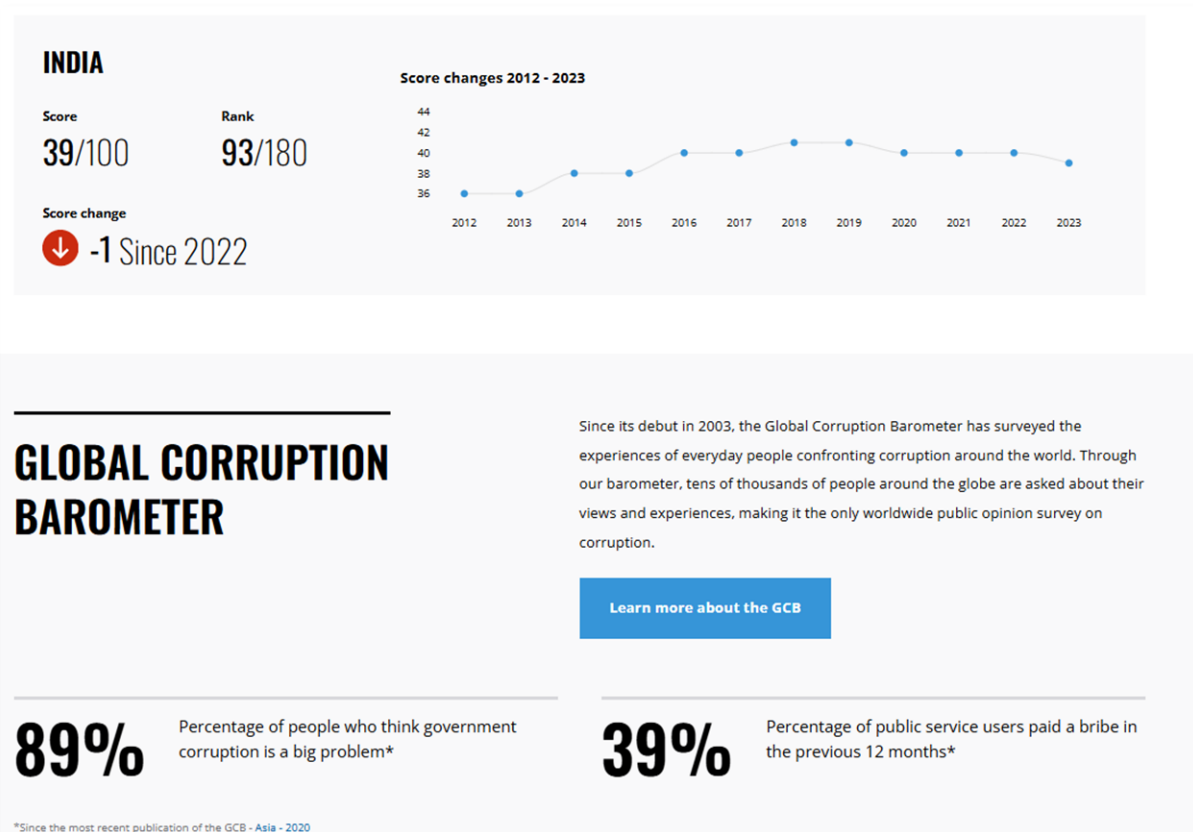 INDIA
Score
39/100
Rank
93/180
Score change
-1 Since 2022
Score changes 2012 - 2023
44
42
40
38
36
2012 2013 2014 2015 2016 2017 2018 2019 2020 2021 2022 2023
GLOBAL CORRUPTION
BAROMETER
Since its debut in 2003, the Global Corruption Barometer has surveyed the
experiences of everyday people confronting corruption around the world. Through
our barometer, tens of thousands of people around the globe are asked about their
views and experiences, making it the only worldwide public opinion survey on
corruption.
Learn more about the GCB
89%
Percentage of people who think government
corruption is a big problem*
39%
Percentage of public service users paid a bribe in
the previous 12 months*
*Since the most recent publication of the GCB - Asia - 2020